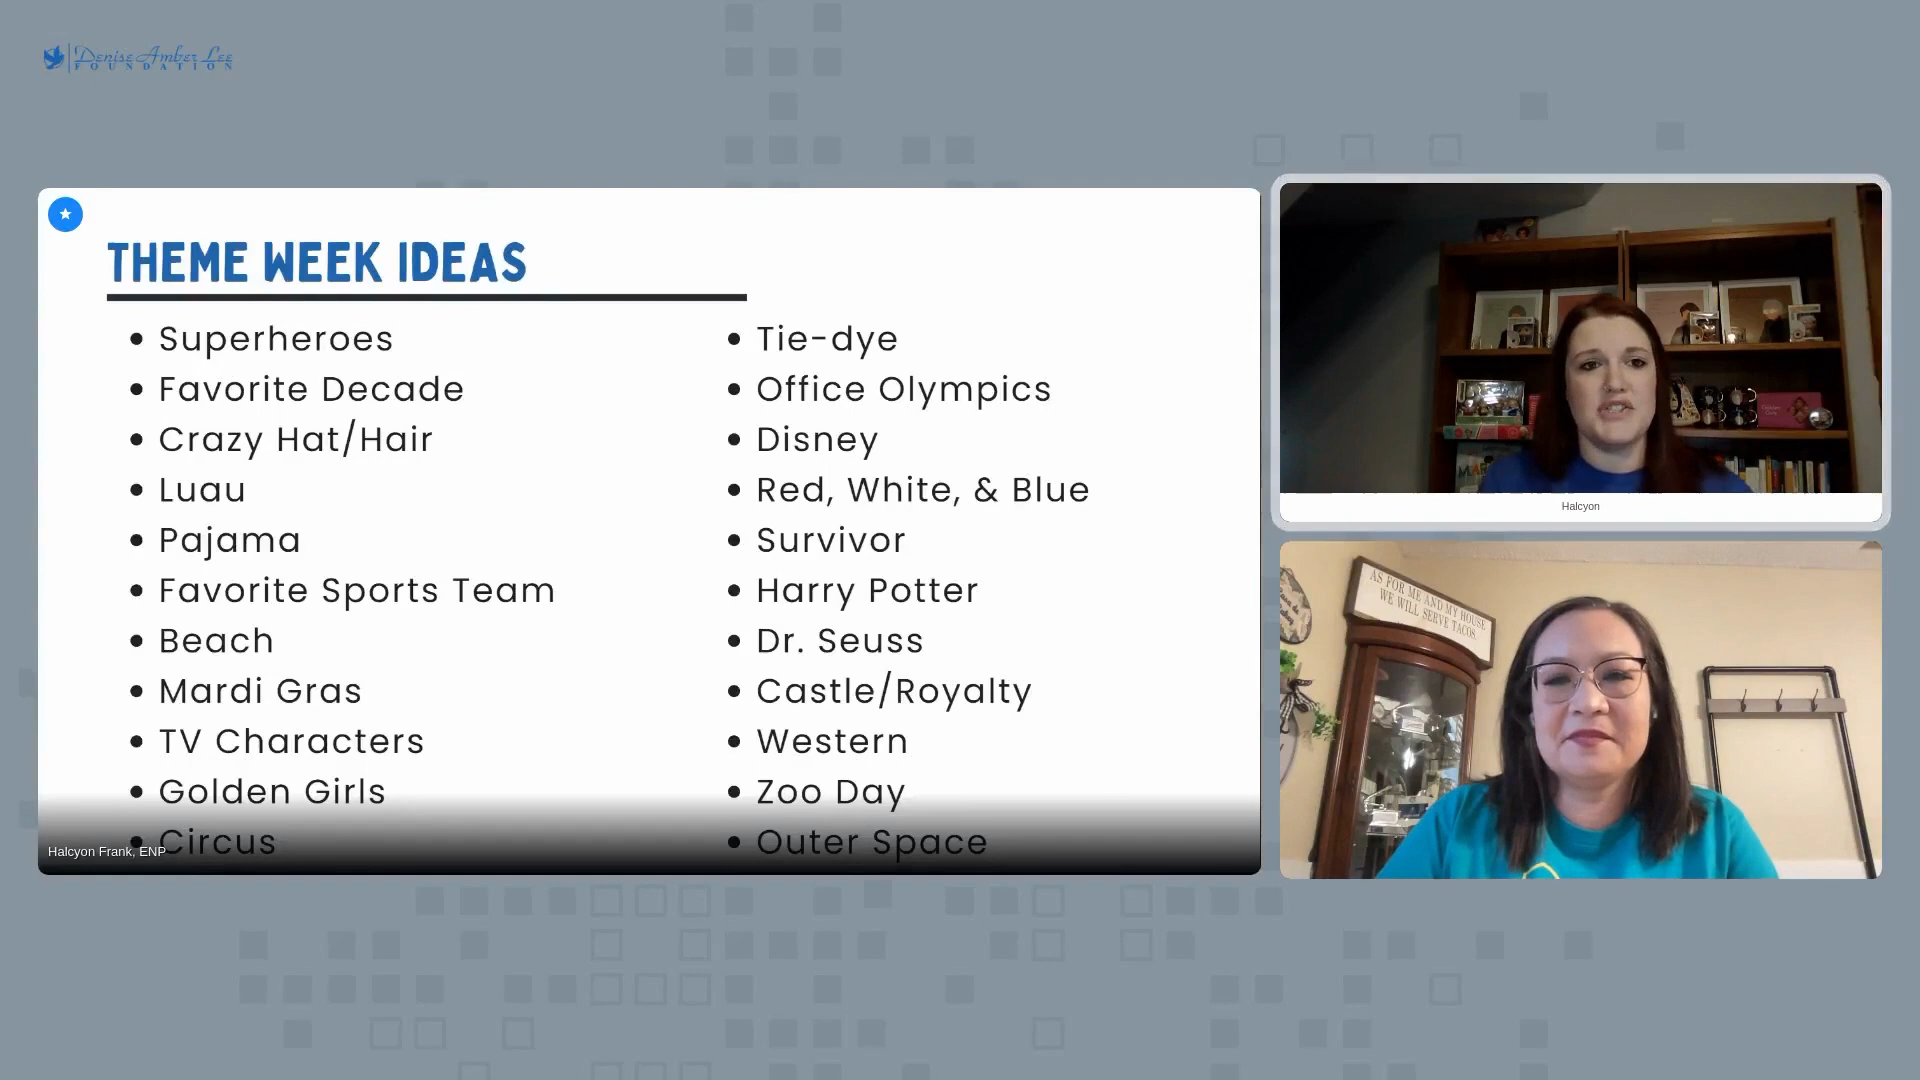 Denise Amber Lee
FOUNDATION
THEME WEEK IDEAS
• Superheroes
• Favorite Decade
• Crazy Hat/Hair
• Luau
• Pajama
• Favorite Sports Team
• Beach
• Mardi Gras
• TV Characters
• Golden Girls
• Circus
• Tie-dye
• Office Olympics
• Disney
• Red, White, & Blue
• Survivor
• Harry Potter
• Dr. Seuss
• Castle/Royalty
• Western
• Zoo Day
• Outer Space
Halcyon Frank, ENP
Halcyon
AS FOR ME AND MY HOUSE
WE WILL SERVE TACOS.